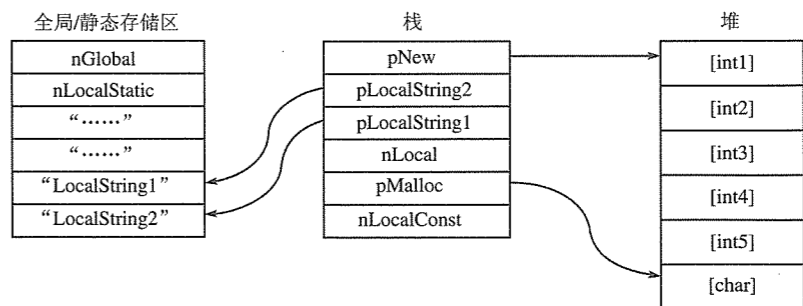 全局/静态存储区
nGlobal
nLocalStatic
“……”
“……”
“LocalString1”
“LocalString2”
栈
pNew
pLocalString2
pLocalString1
nLocal
pMalloc
nLocalConst
堆
[int1]
[int2]
[int3]
[int4]
[int5]
[char]